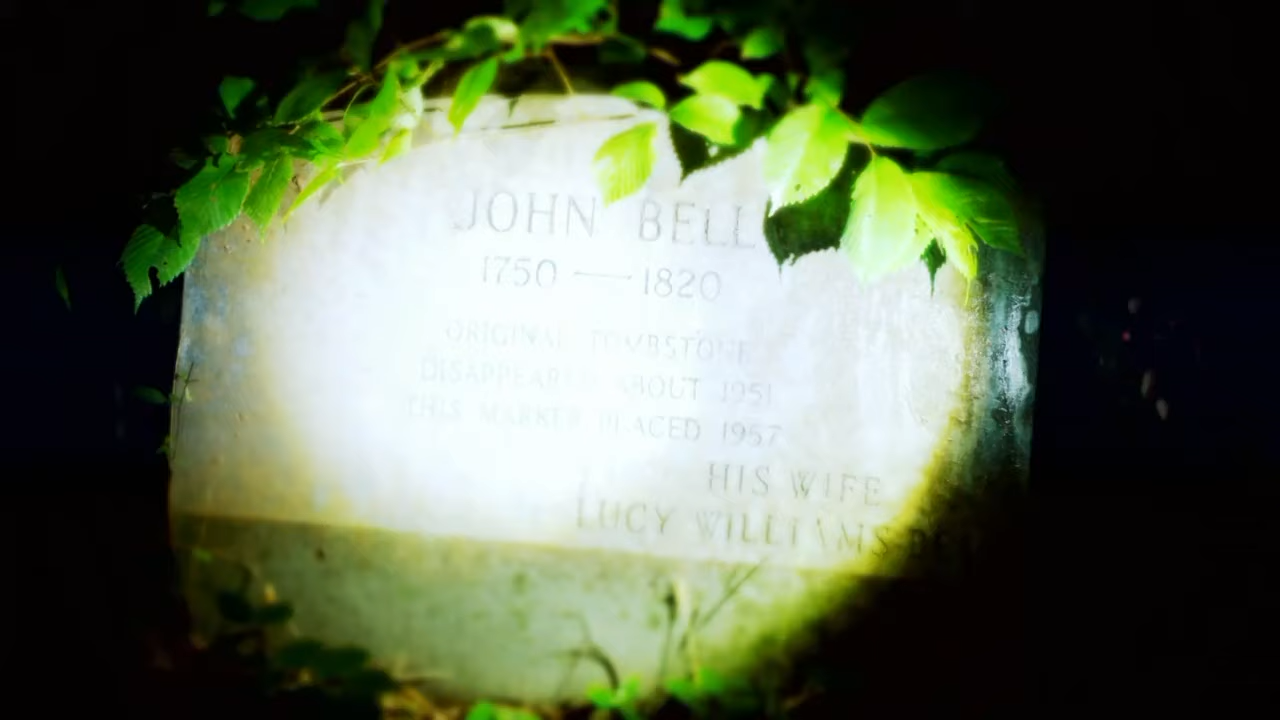 JOHN BELL
1750 — 1820
ORIGINAL TOMBSTONE
DISAPPEARED ABOUT 1951
THIS MARKER PLACED 1957
HIS WIFE
LUCY WILLIAMS